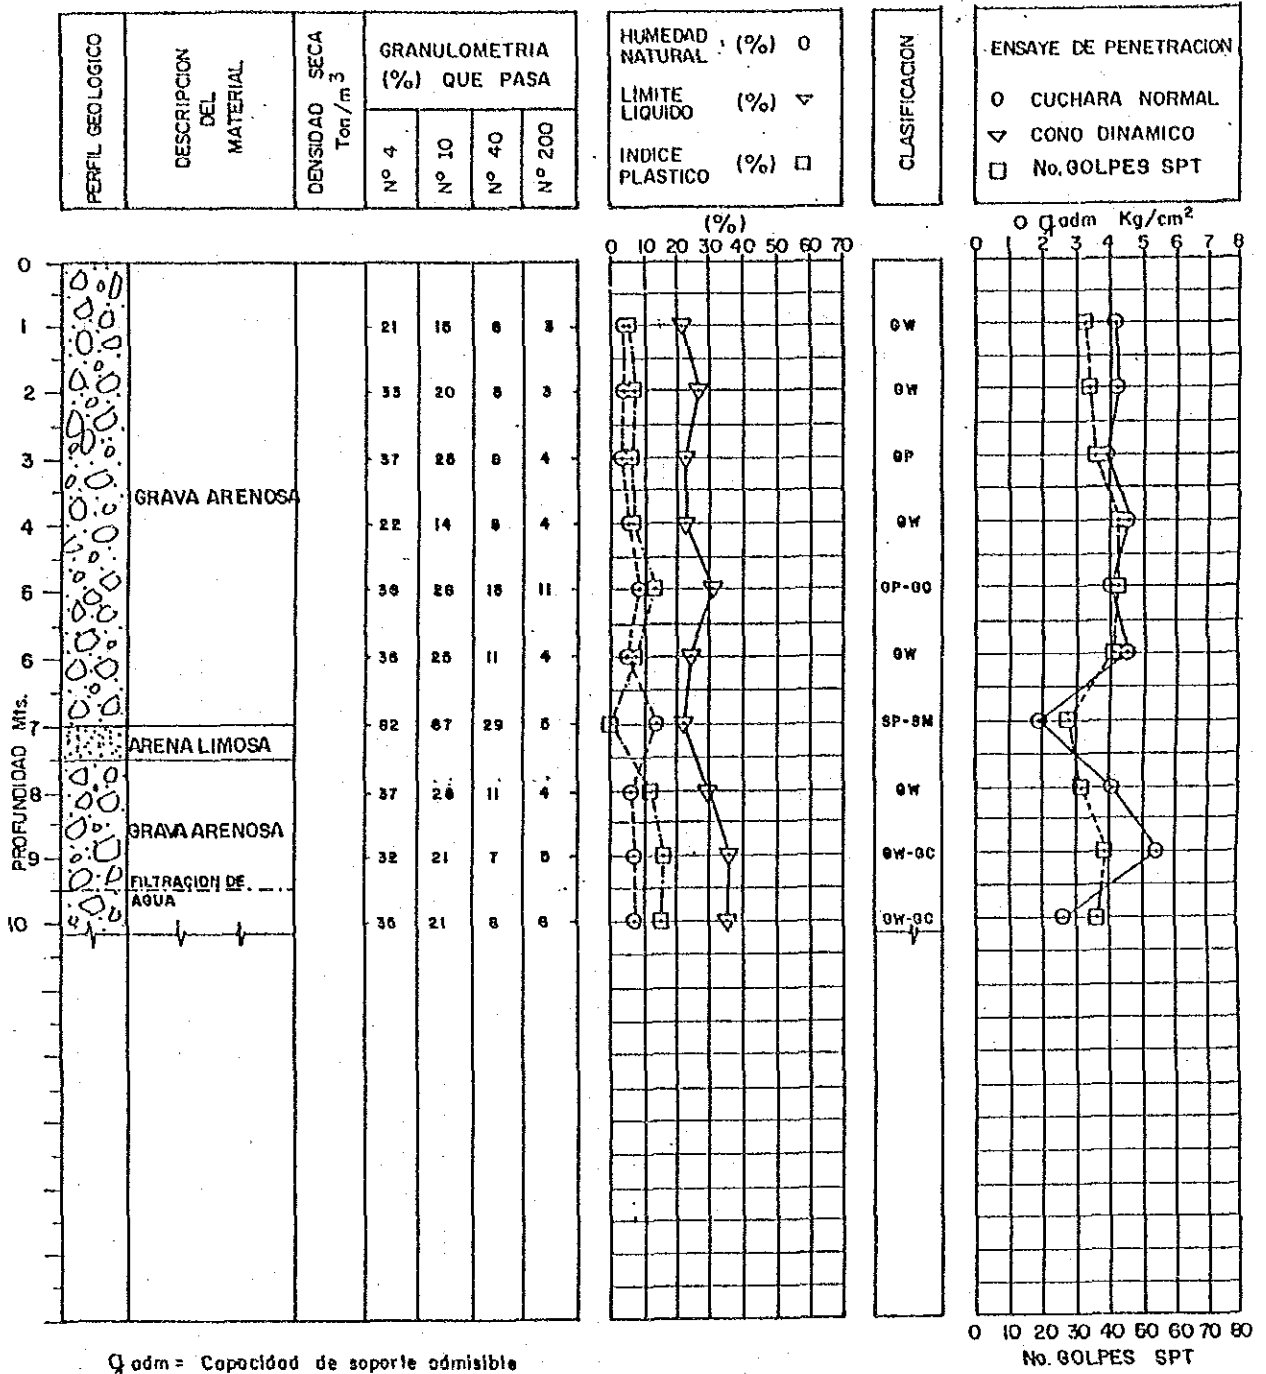 PERFIL GEOLOGICO
DESCRIPCION
DEL
MATERIAL
DENSIDAD SECA
Ton/m3
GRANULOMETRIA
(%) QUE PASA
Nº 4
Nº 10
Nº 40
Nº 200
HUMEDAD
NATURAL (%) O
LIMITE
LIQUIDO (%) ▽
INDICE
PLASTICO (%) □
CLASIFICACION
ENSAYE DE PENETRACION
O CUCHARA NORMAL
▽ CONO DINAMICO
□ No. GOLPES SPT
(%)
0 10 20 30 40 50 60 70
O q adm Kg/cm2
0 1 2 3 4 5 6 7 8
PROFUNDIDAD Mts.
0
1 21 15 6 3 GW
2 33 20 3 GW
3 37 25 4 GP
GRAVA ARENOSA
4 22 14 4 GW
5 36 26 15 11 GP-GC
6 36 25 11 4 GW
7 82 67 29 5 SP-SM
ARENA LIMOSA
8 37 26 11 4 GW
GRAVA ARENOSA
9 32 21 7 5 GW-GC
FILTRACION DE
AGUA
10 36 21 8 6 GW-GC
0 10 20 30 40 50 60 70 80
No. GOLPES SPT
q adm = Capacidad de soporte admisible